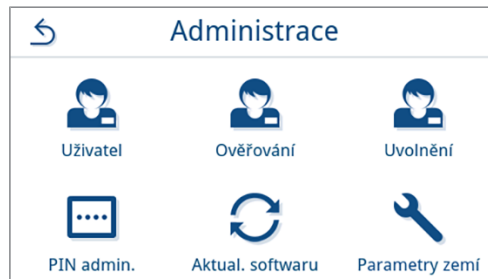 Administrace
Uživatel Ověřování Uvolnění
PIN admin. Aktual. softwaru Parametry zemí